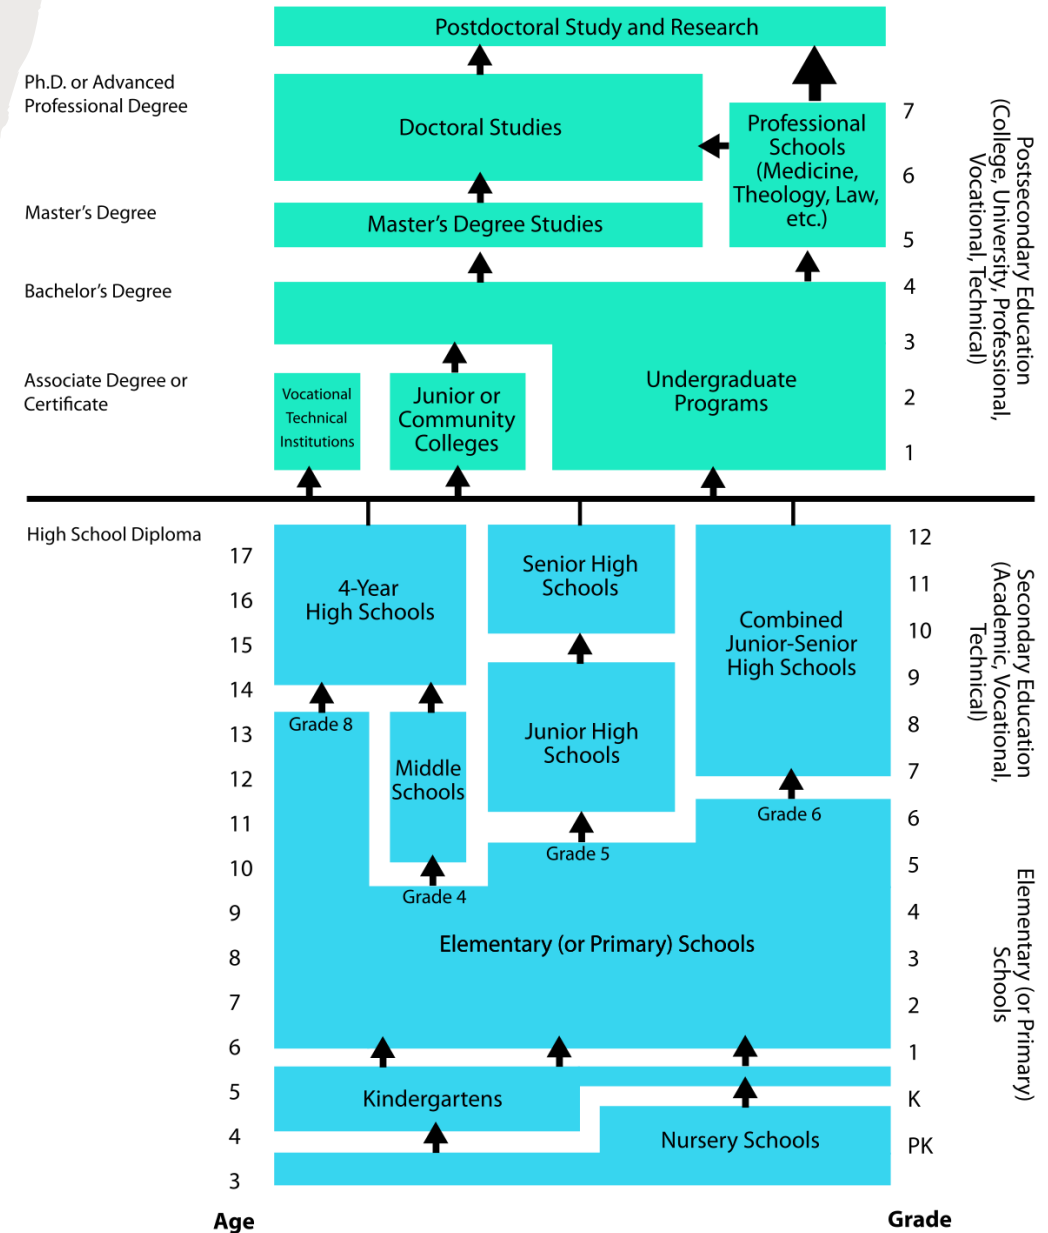 Postdoctoral Study and Research
Ph.D. or Advanced
Professional Degree
Doctoral Studies
Professional
Schools
(Medicine,
Theology, Law,
etc.)
7
6
5
Master's Degree
Master's Degree Studies
Bachelor's Degree
4
3
2
1
Associate Degree or
Certificate
Vocational
Technical
Institutions
Junior or
Community
Colleges
Undergraduate
Programs
Postsecondary Education
(College, University, Professional,
Vocational, Technical)
High School Diploma
17
16
15
14
13
12
11
10
9
8
7
6
5
4
3
Age
4-Year
High Schools
Senior High
Schools
Combined
Junior-Senior
High Schools
Grade 8
Middle
Schools
Junior High
Schools
Grade 4
Grade 5
Grade 6
Elementary (or Primary) Schools
Kindergartens
Nursery Schools
12
11
10
9
8
7
6
5
4
3
2
1
K
PK
Grade
Secondary Education
(Academic, Vocational,
Technical)
Elementary (or Primary)
Schools